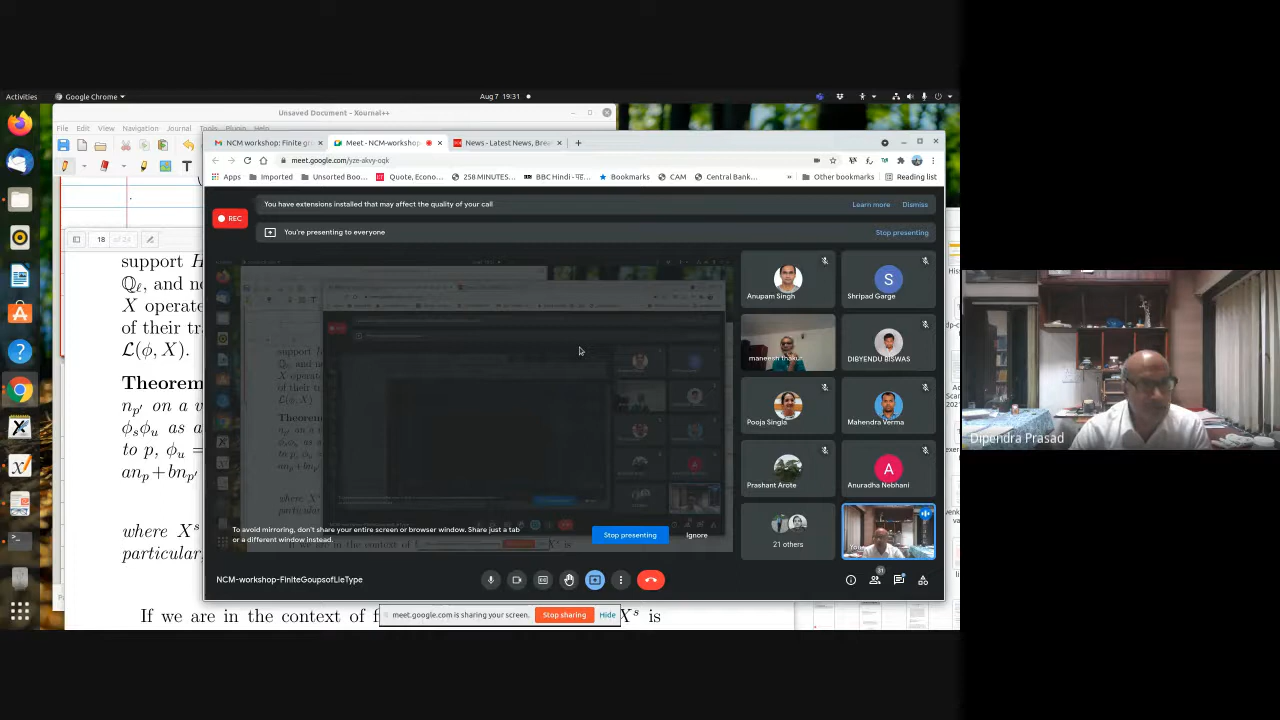 Activities
Google Chrome
Aug 7 19:31
Unsaved Document - Xournal++
File Edit View Navigation Journal Tools Plugin Help
NCM workshop: Finite gr
Meet - NCM-workshop
News - Latest News, Bre
meet.google.com/yze-akvy-oqk
Apps Imported Unsorted Boo... Quote, Econo... 258 MINUTES... BBC Hindi - Bookmarks CAM Central Bank... » Other bookmarks Reading list
You have extensions installed that may affect the quality of your call
Learn more Dismiss
REC
You're presenting to everyone
Stop presenting
18 of 24
support H
ℚℓ, and
X operate
of their tr
ℒ(ϕ, X).
Theorem
n_p' on a v
ϕ_sϕ_u as a
to p, ϕ_u =
an_p + bn_p'
where X^s
particular,
If we are in the context of f
X^s is
Anupam Singh
Shripad Garge
S
maneesh thakur
DIBYENDU BISWAS
Pooja Singla
Mahendra Verma
Prashant Arote
Anuradha Nebhani
A
21 others
You
To avoid mirroring, don't share your entire screen or browser window. Share just a tab
or a different window instead.
Stop presenting
Ignore
NCM-workshop-FiniteGoupsofLieType
31
meet.google.com is sharing your screen.
Stop sharing
Hide
Dipendra Prasad